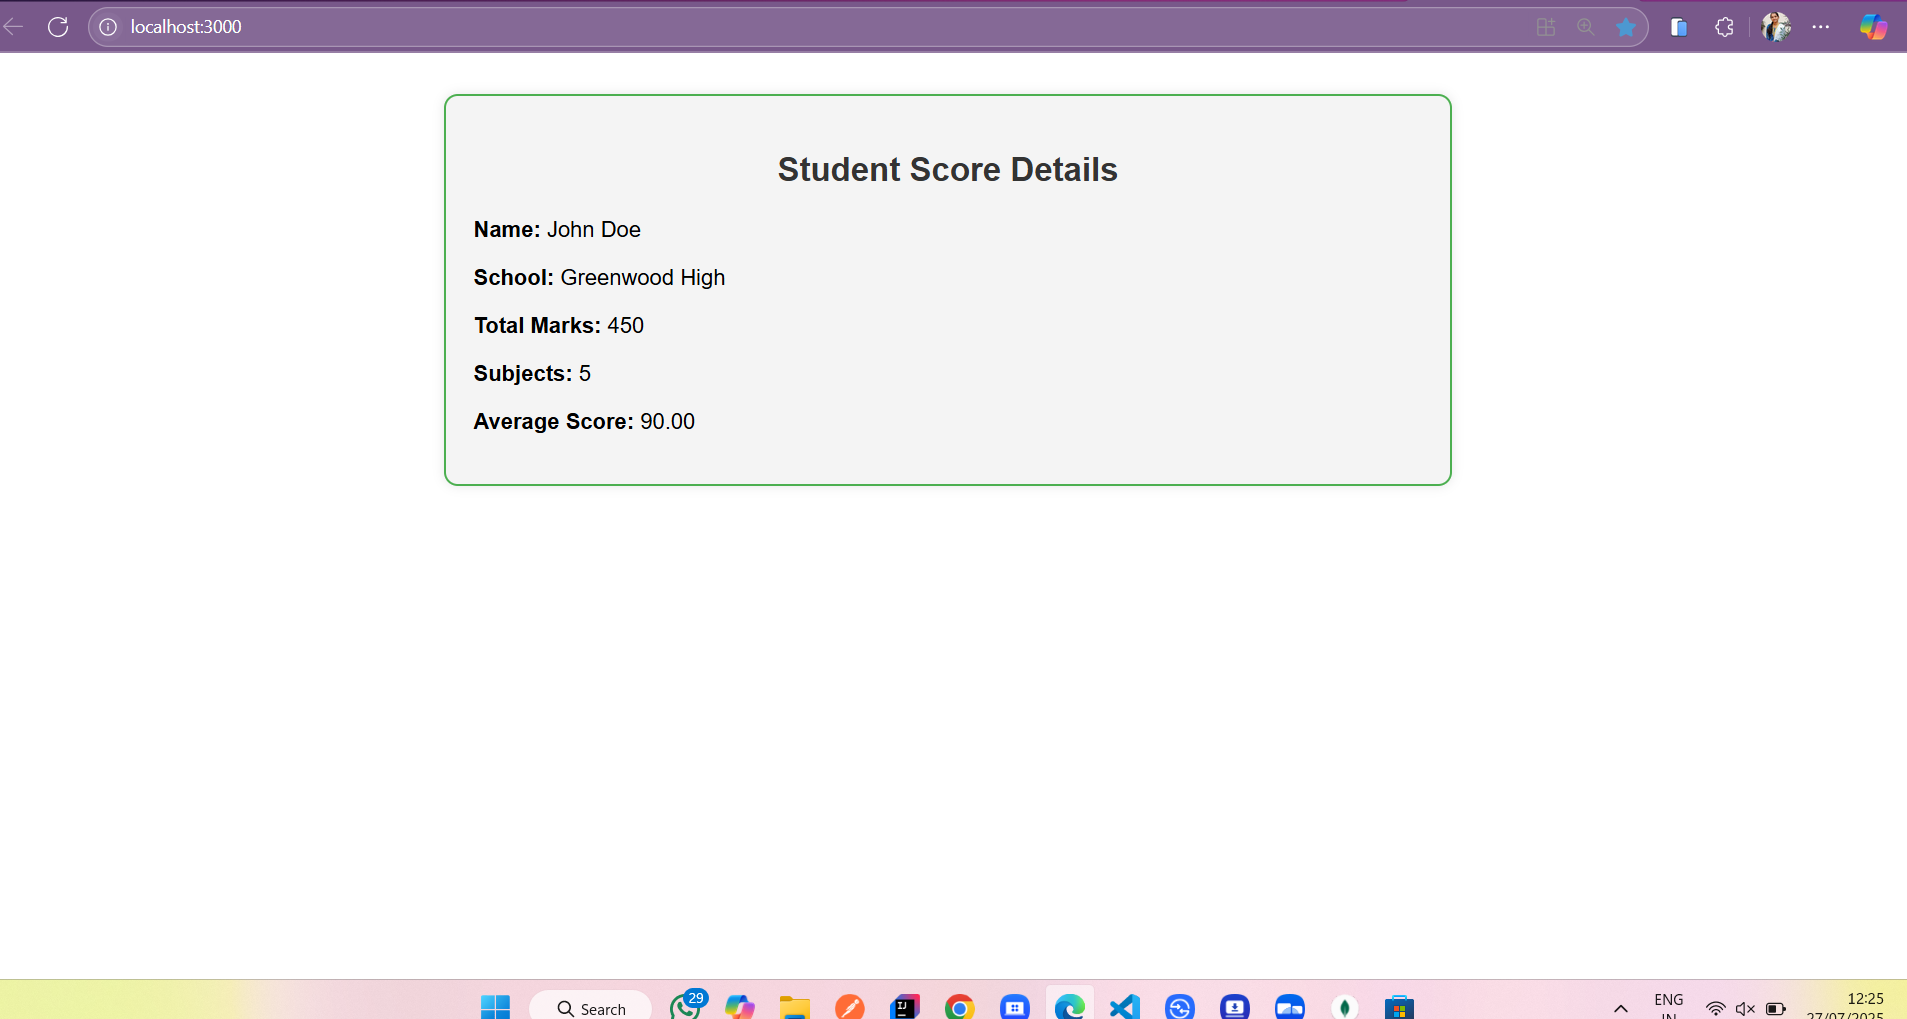 localhost:3000
Student Score Details
Name: John Doe
School: Greenwood High
Total Marks: 450
Subjects: 5
Average Score: 90.00
29
Search
IJ
ENG
IN
12:25
27/07/2025